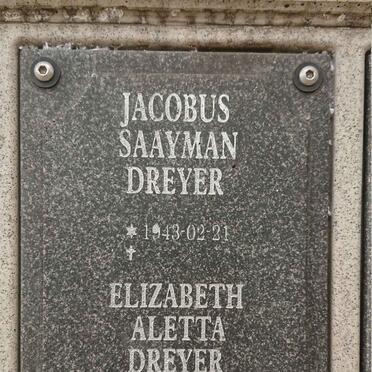 JACOBUS
SAAYMAN
DREYER
* 1943-02-21
†
ELIZABETH
ALETTA
DREYER